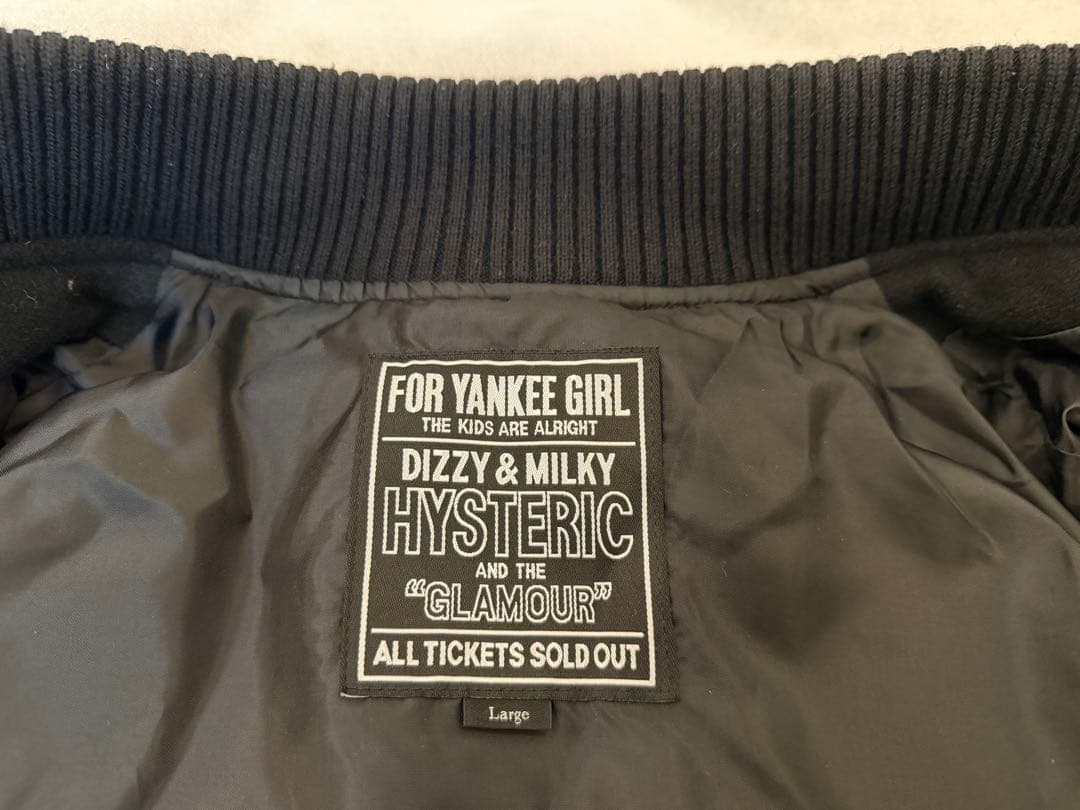 FOR YANKEE GIRL
THE KIDS ARE ALRIGHT
DIZZY & MILKY
HYSTERIC
AND THE
“GLAMOUR”
ALL TICKETS SOLD OUT
Large